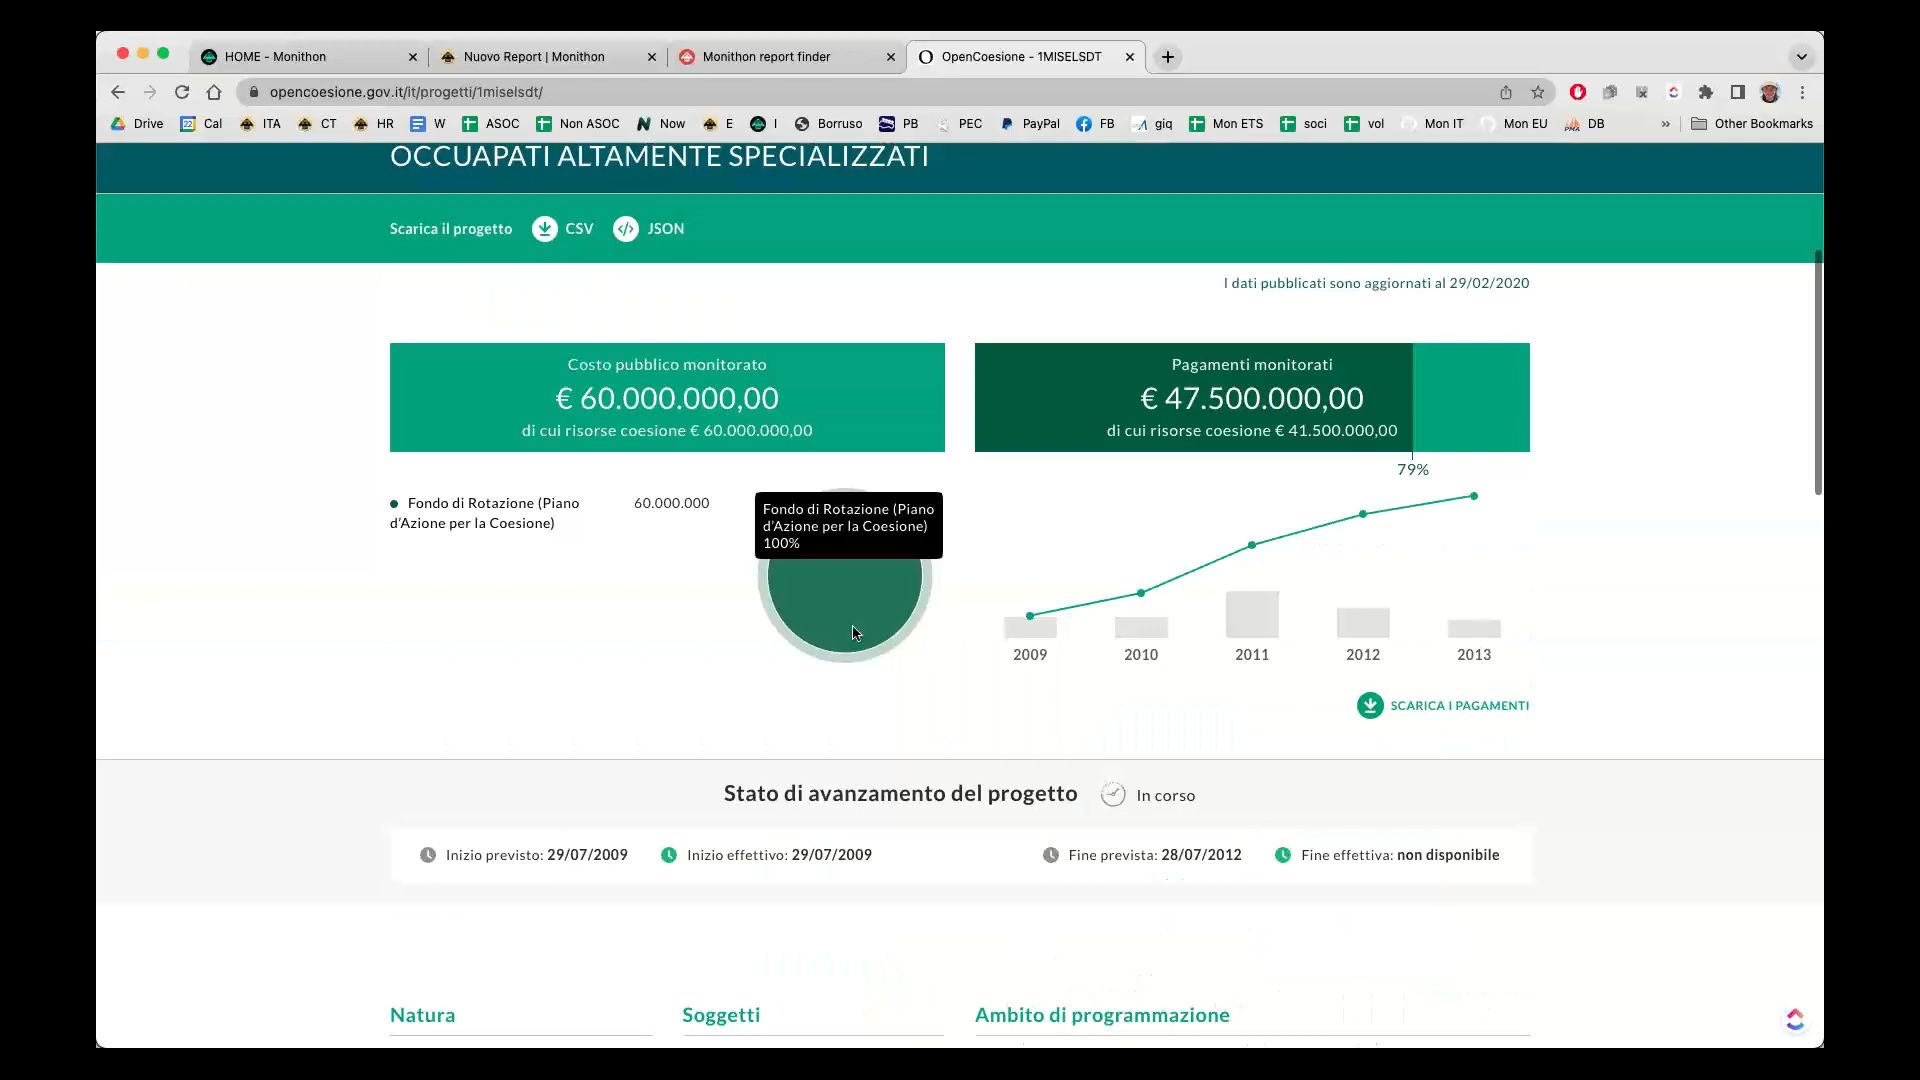 HOME - Monithon
Nuovo Report | Monithon
Monithon report finder
OpenCoesione - 1MISELSDT
opencoesione.gov.it/it/progetti/1miselsdt/
Drive
22
Cal
ITA
CT
HR
W
ASOC
Non ASOC
Now
E
I
Borruso
PB
PEC
PayPal
FB
giq
Mon ETS
soci
vol
Mon IT
Mon EU
DB
»
Other Bookmarks
OCCUAPATI ALTAMENTE SPECIALIZZATI
Scarica il progetto
CSV
JSON
I dati pubblicati sono aggiornati al 29/02/2020
Costo pubblico monitorato
€ 60.000.000,00
di cui risorse coesione € 60.000.000,00
Pagamenti monitorati
€ 47.500.000,00
di cui risorse coesione € 41.500.000,00
79%
Fondo di Rotazione (Piano
d'Azione per la Coesione)
60.000.000
Fondo di Rotazione (Piano
d'Azione per la Coesione)
100%
2009
2010
2011
2012
2013
SCARICA I PAGAMENTI
Stato di avanzamento del progetto
In corso
Inizio previsto: 29/07/2009
Inizio effettivo: 29/07/2009
Fine prevista: 28/07/2012
Fine effettiva: non disponibile
Natura
Soggetti
Ambito di programmazione